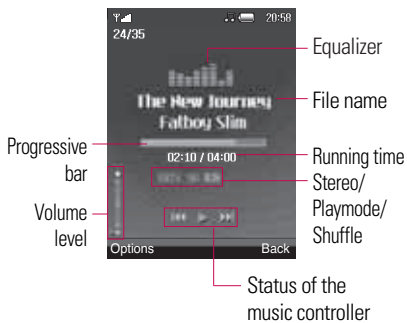 20:58
24/35
Equalizer
The New Journey
File name
Fatboy Slim
Progressive
bar
02:10 / 04:00
Running time
Stereo/
Playmode/
Shuffle
Volume
level
Options
Back
Status of the
music controller